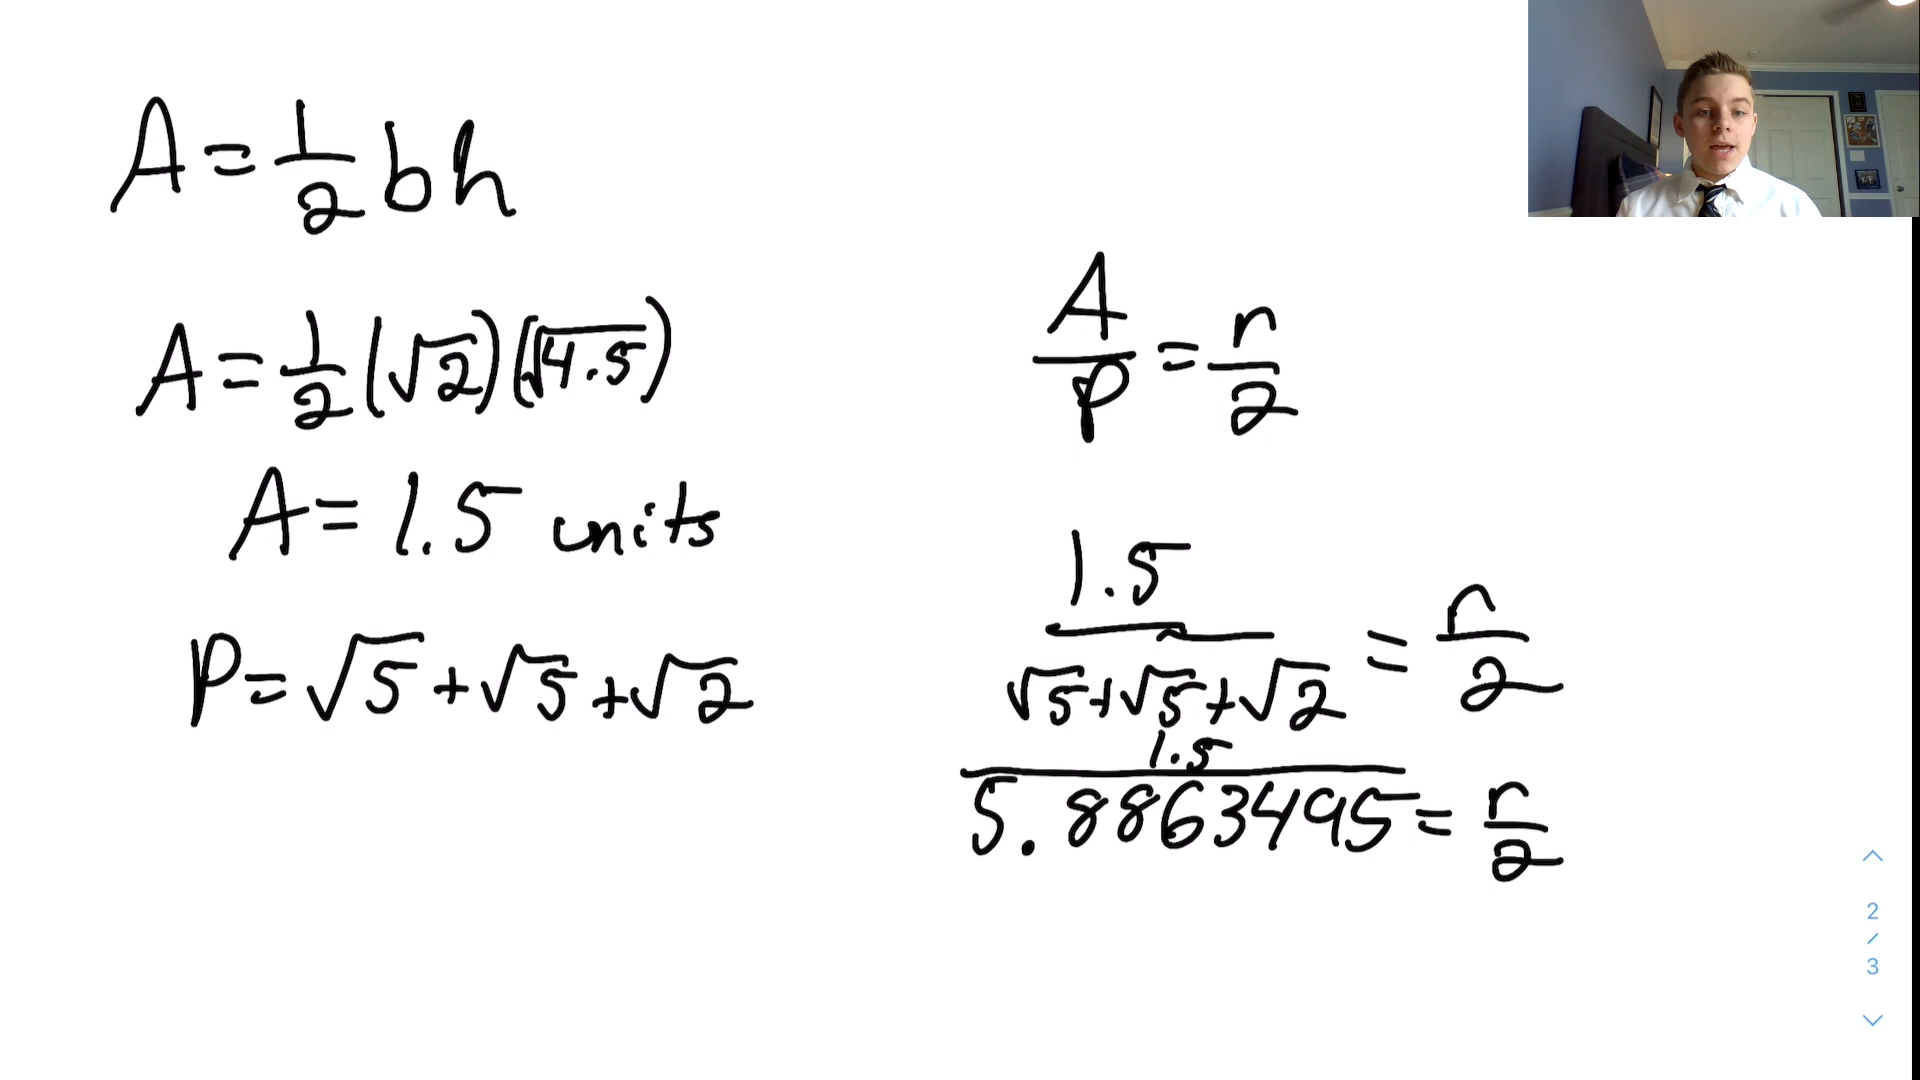 A = 1/2 bh
A = 1/2 (√2)(√4.5)
A = 1.5 units
P = √5 + √5 + √2
A/P = r/2
1.5/(√5 + √5 + √2) = r/2
1.5/5.8863495 = r/2
2
/
3